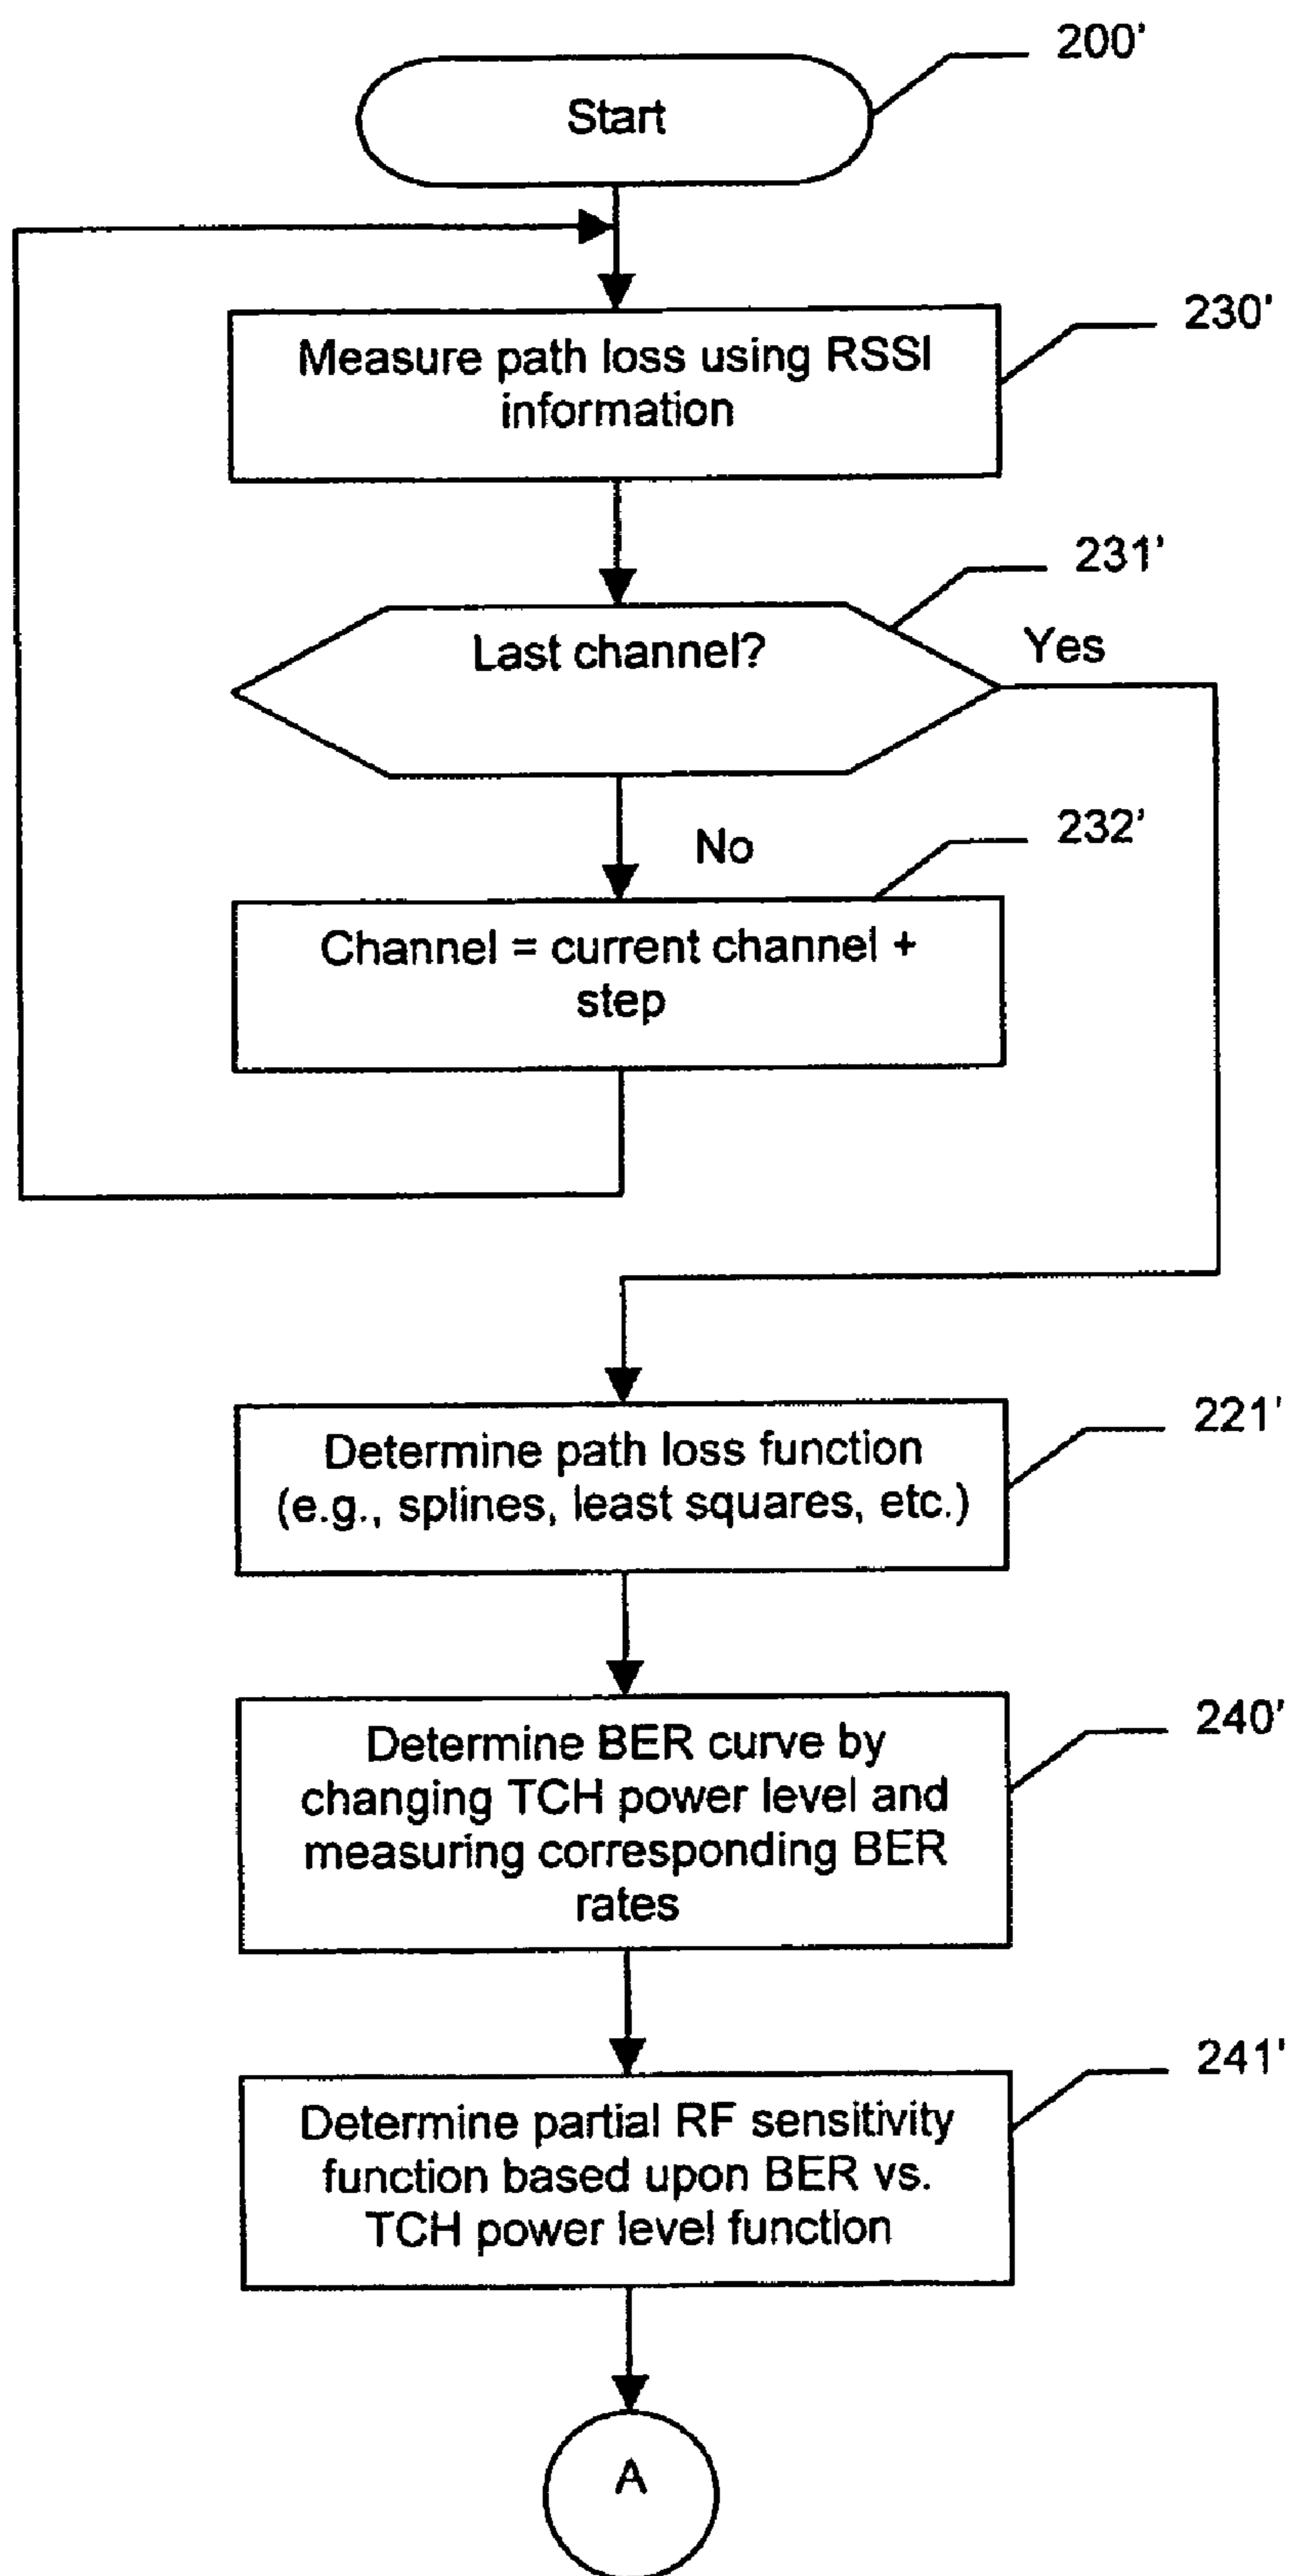 200'
Start
230'
Measure path loss using RSSI
information
231'
Last channel?
Yes
No
232'
Channel = current channel +
step
221'
Determine path loss function
(e.g., splines, least squares, etc.)
240'
Determine BER curve by
changing TCH power level and
measuring corresponding BER
rates
241'
Determine partial RF sensitivity
function based upon BER vs.
TCH power level function
A